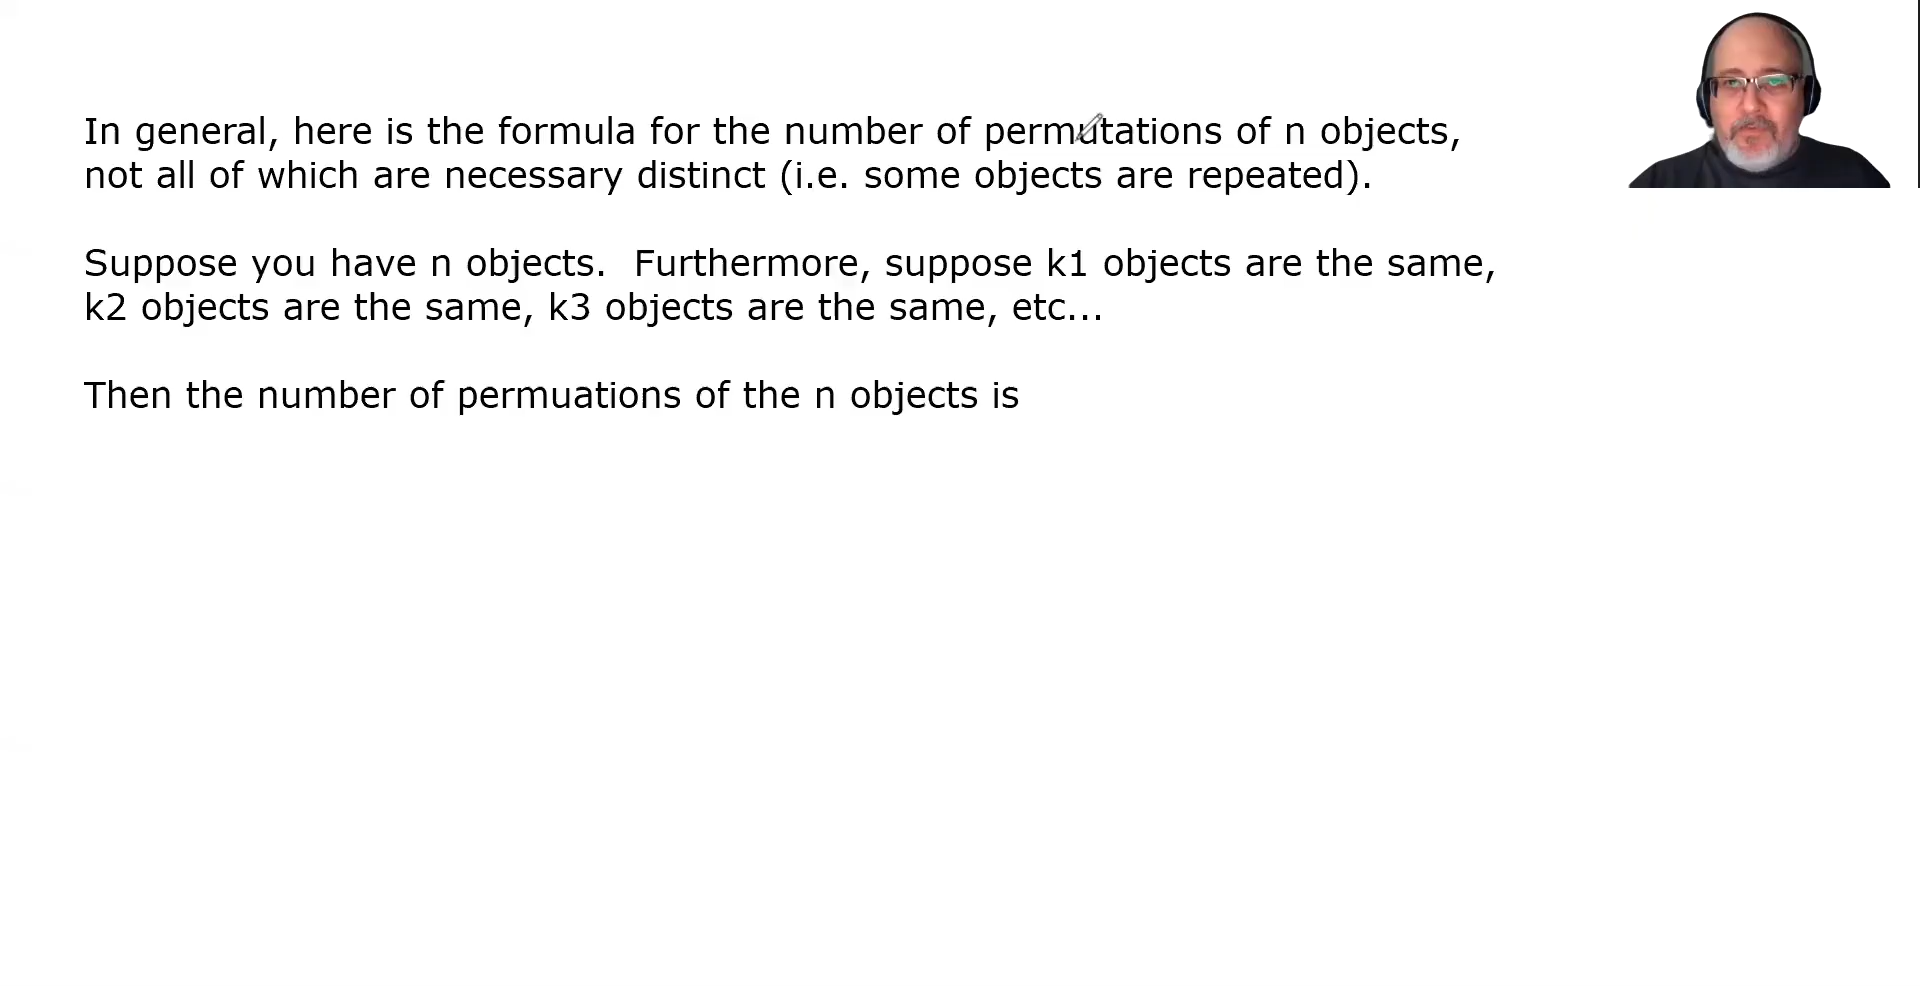 In general, here is the formula for the number of permutations of n objects,
not all of which are necessary distinct (i.e. some objects are repeated).
Suppose you have n objects.  Furthermore, suppose k1 objects are the same,
k2 objects are the same, k3 objects are the same, etc...
Then the number of permuations of the n objects is